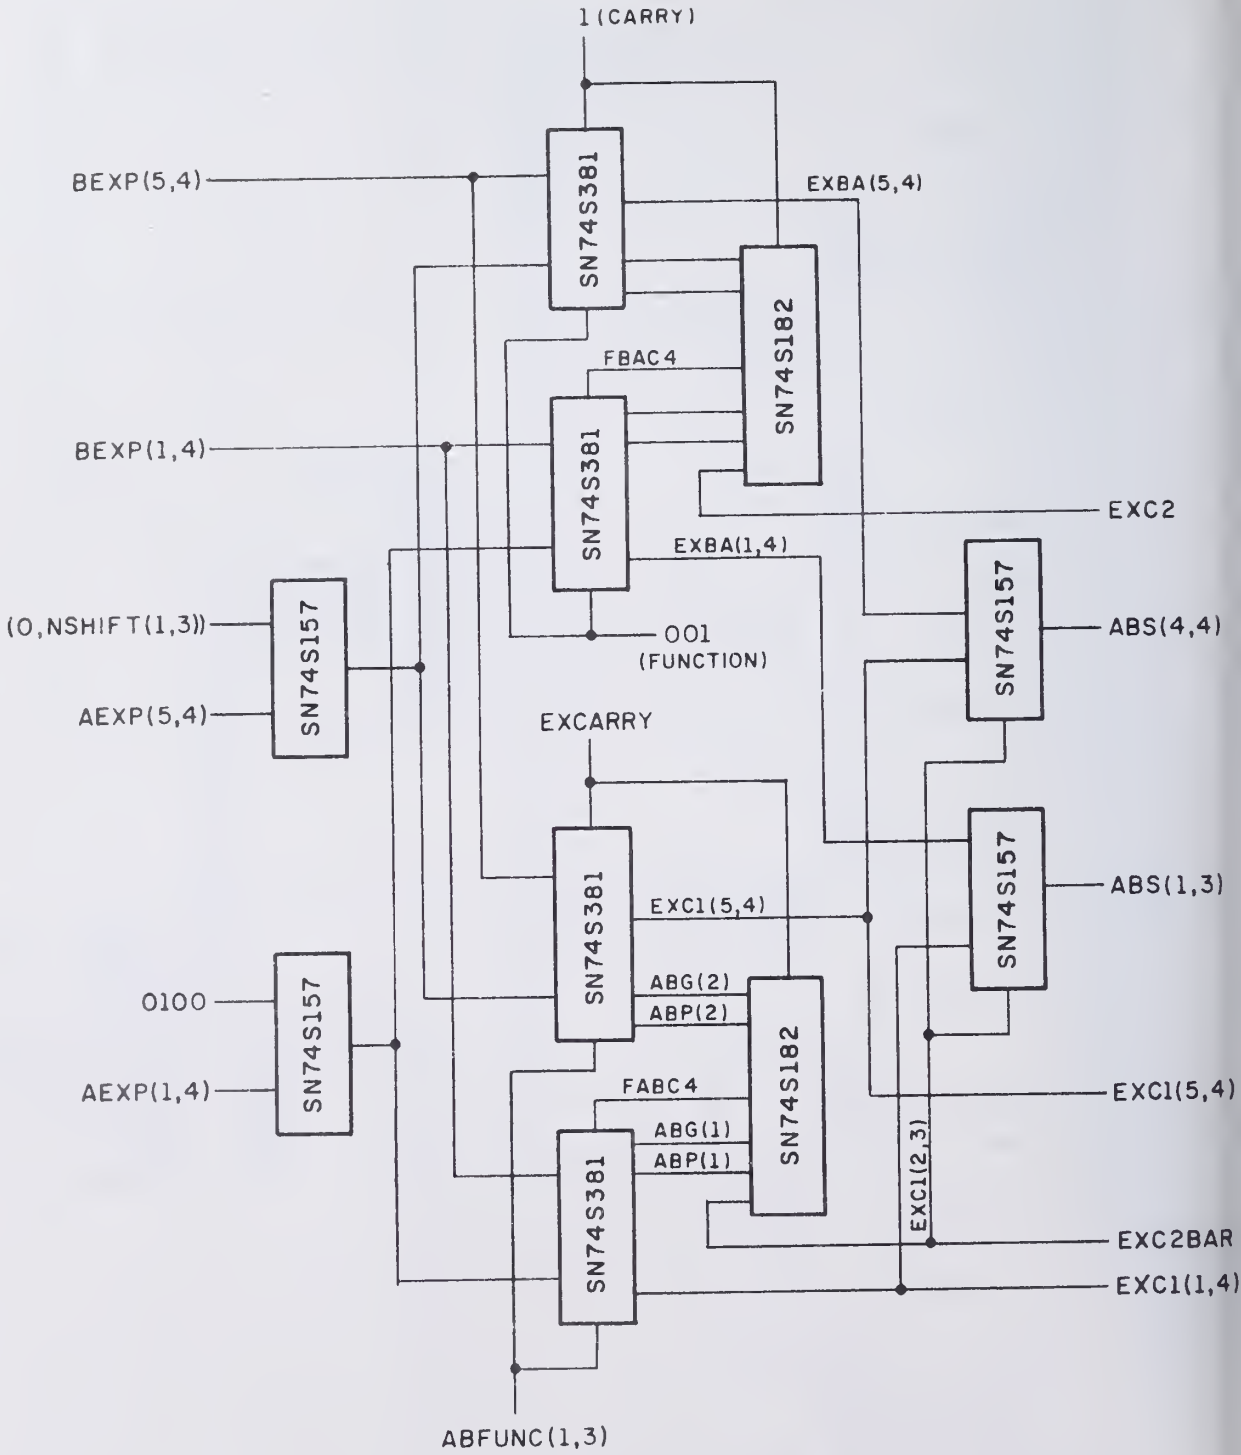 1 (CARRY)
BEXP(5,4)
SN74S381
EXBA(5,4)
SN74S182
FBAC4
BEXP(1,4)
SN74S381
EXC2
EXBA(1,4)
SN74S157
ABS(4,4)
(0,NSHIFT(1,3))
SN74S157
AEXP(5,4)
001
(FUNCTION)
EXCARRY
SN74S381
EXC1(5,4)
SN74S157
ABS(1,3)
0100
SN74S157
AEXP(1,4)
ABG(2)
ABP(2)
SN74S182
FABC4
ABG(1)
ABP(1)
SN74S381
EXC1(5,4)
EXC1(2,3)
EXC2BAR
EXC1(1,4)
ABFUNC(1,3)